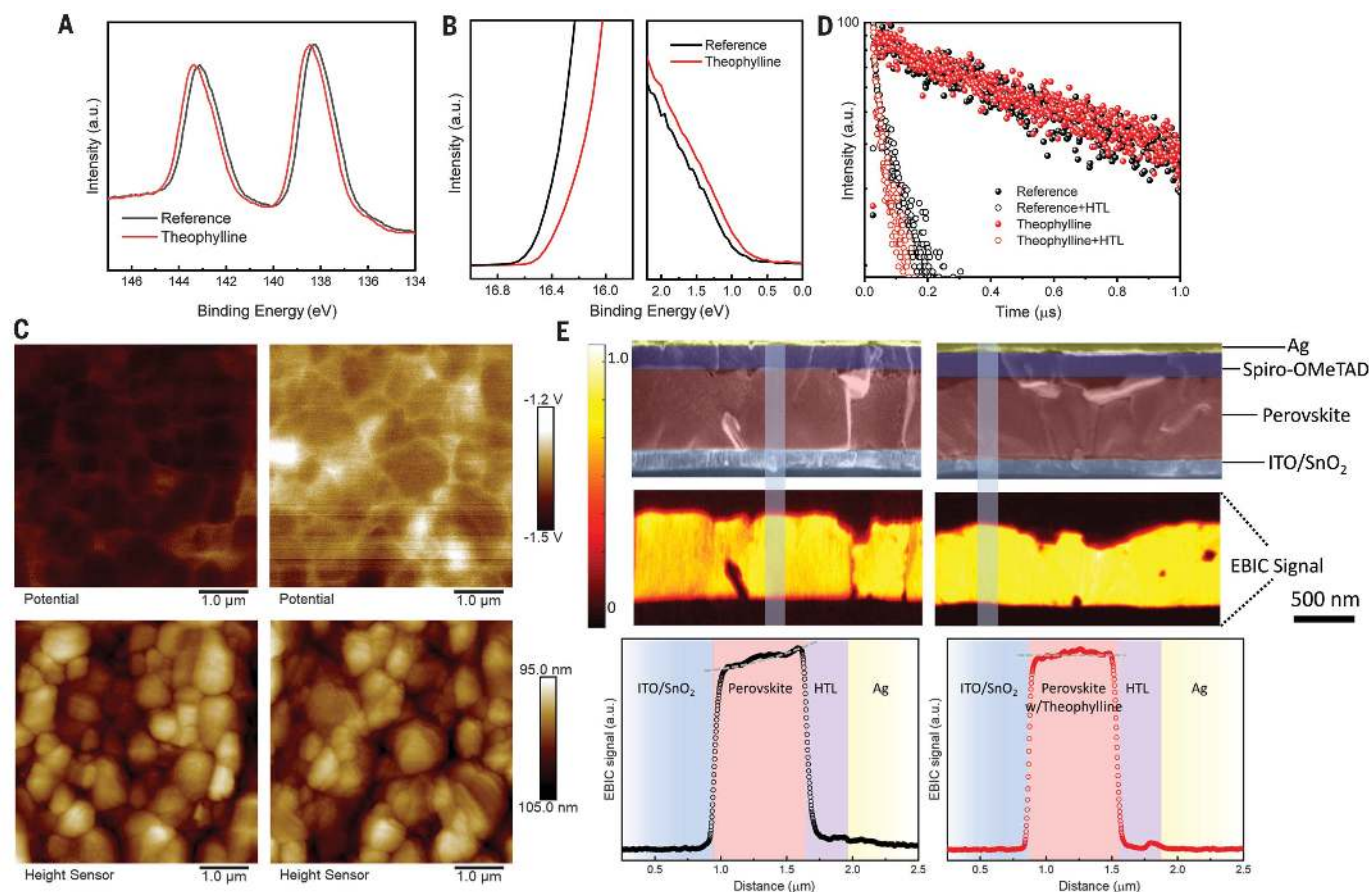 A
Intensity (a.u.)
Reference
Theophylline
146 144 142 140 138 136 134
Binding Energy (eV)
B
Intensity (a.u.)
Reference
Theophylline
16.8 16.4 16.0 2.0 1.5 1.0 0.5 0.0
Binding Energy (eV)
D
100
Intensity (a.u.)
Reference
Reference+HTL
Theophylline
Theophylline+HTL
0.0 0.2 0.4 0.6 0.8 1.0
Time (μs)
C
-1.2 V
-1.5 V
Potential
1.0 μm
Potential
1.0 μm
95.0 nm
105.0 nm
Height Sensor
1.0 μm
Height Sensor
1.0 μm
E
1.0
0
Ag
Spiro-OMeTAD
Perovskite
ITO/SnO₂
EBIC Signal
500 nm
EBIC signal (a.u.)
ITO/SnO₂ Perovskite HTL Ag
0.5 1.0 1.5 2.0 2.5
Distance (μm)
EBIC signal (a.u.)
ITO/SnO₂ Perovskite HTL Ag
w/Theophylline
0.5 1.0 1.5 2.0 2.5
Distance (μm)